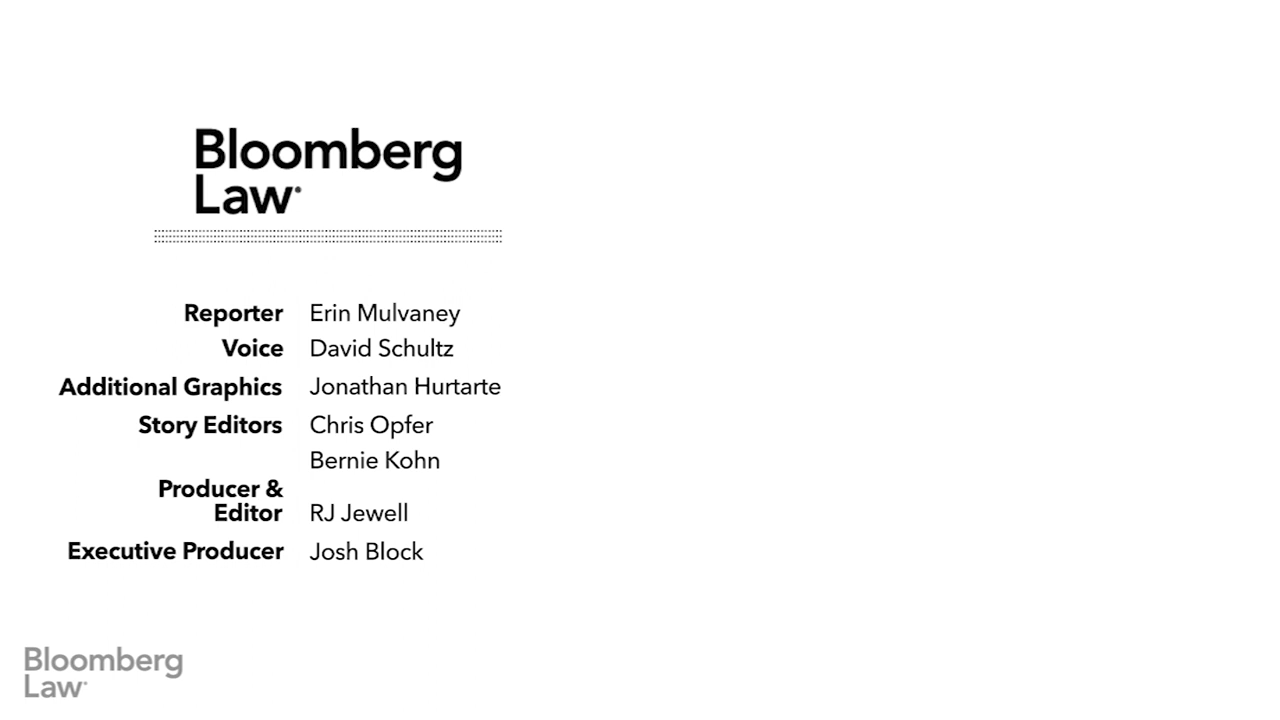 Bloomberg
Law
Reporter Erin Mulvaney
Voice David Schultz
Additional Graphics Jonathan Hurtarte
Story Editors Chris Opfer
Bernie Kohn
Producer &
Editor RJ Jewell
Executive Producer Josh Block
Bloomberg
Law